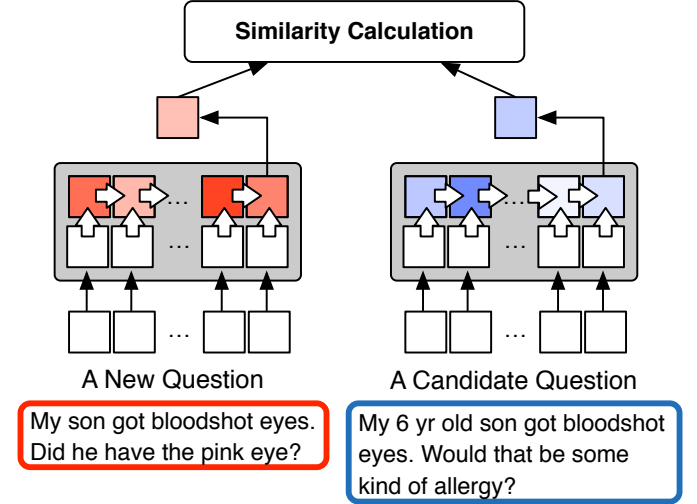 Similarity Calculation
...
...
...
...
...
...
A New Question
A Candidate Question
My son got bloodshot eyes.
Did he have the pink eye?
My 6 yr old son got bloodshot
eyes. Would that be some
kind of allergy?